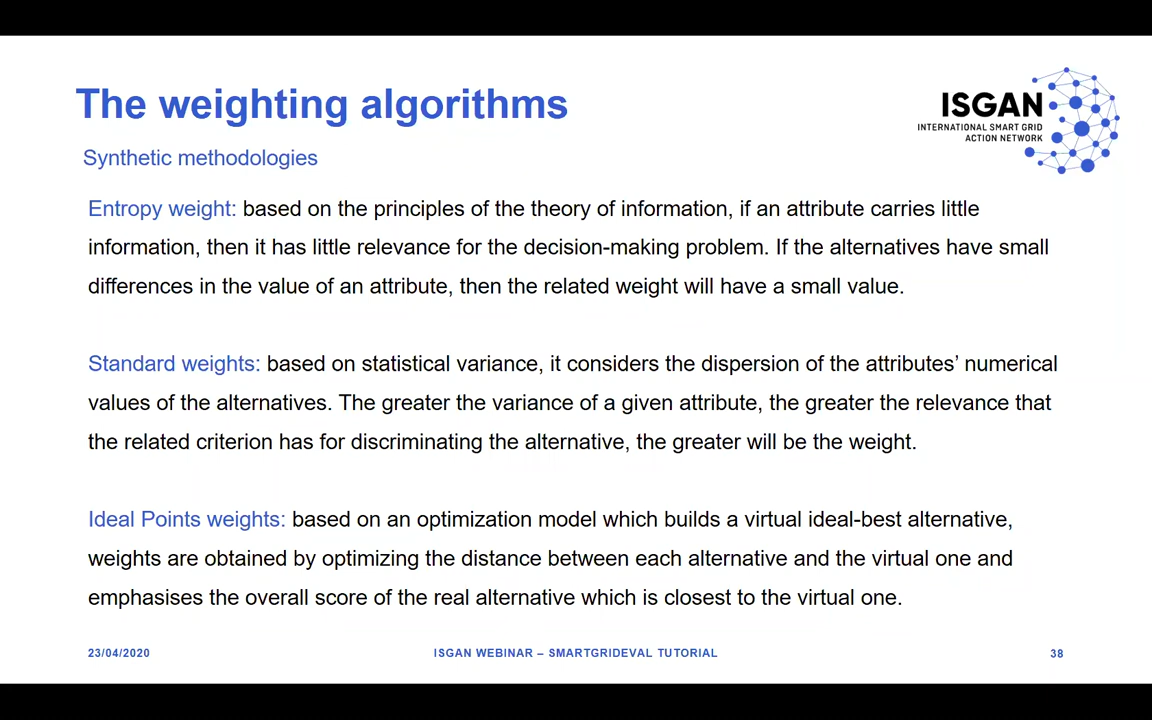 The weighting algorithms
ISGAN
INTERNATIONAL SMART GRID
ACTION NETWORK
Synthetic methodologies
Entropy weight: based on the principles of the theory of information, if an attribute carries little
information, then it has little relevance for the decision-making problem. If the alternatives have small
differences in the value of an attribute, then the related weight will have a small value.
Standard weights: based on statistical variance, it considers the dispersion of the attributes’ numerical
values of the alternatives. The greater the variance of a given attribute, the greater the relevance that
the related criterion has for discriminating the alternative, the greater will be the weight.
Ideal Points weights: based on an optimization model which builds a virtual ideal-best alternative,
weights are obtained by optimizing the distance between each alternative and the virtual one and
emphasises the overall score of the real alternative which is closest to the virtual one.
23/04/2020
ISGAN WEBINAR – SMARTGRIDEVAL TUTORIAL
38